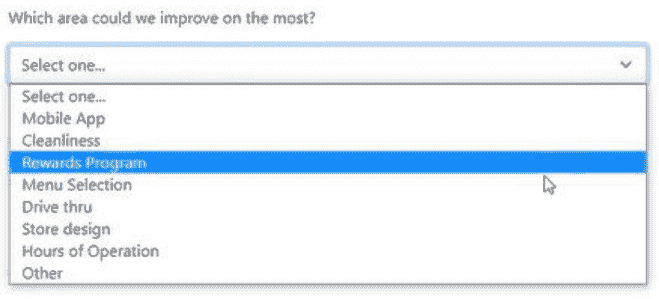 Which area could we improve on the most?
Select one...
Select one...
Mobile App
Cleanliness
Rewards Program
Menu Selection
Drive thru
Store design
Hours of Operation
Other